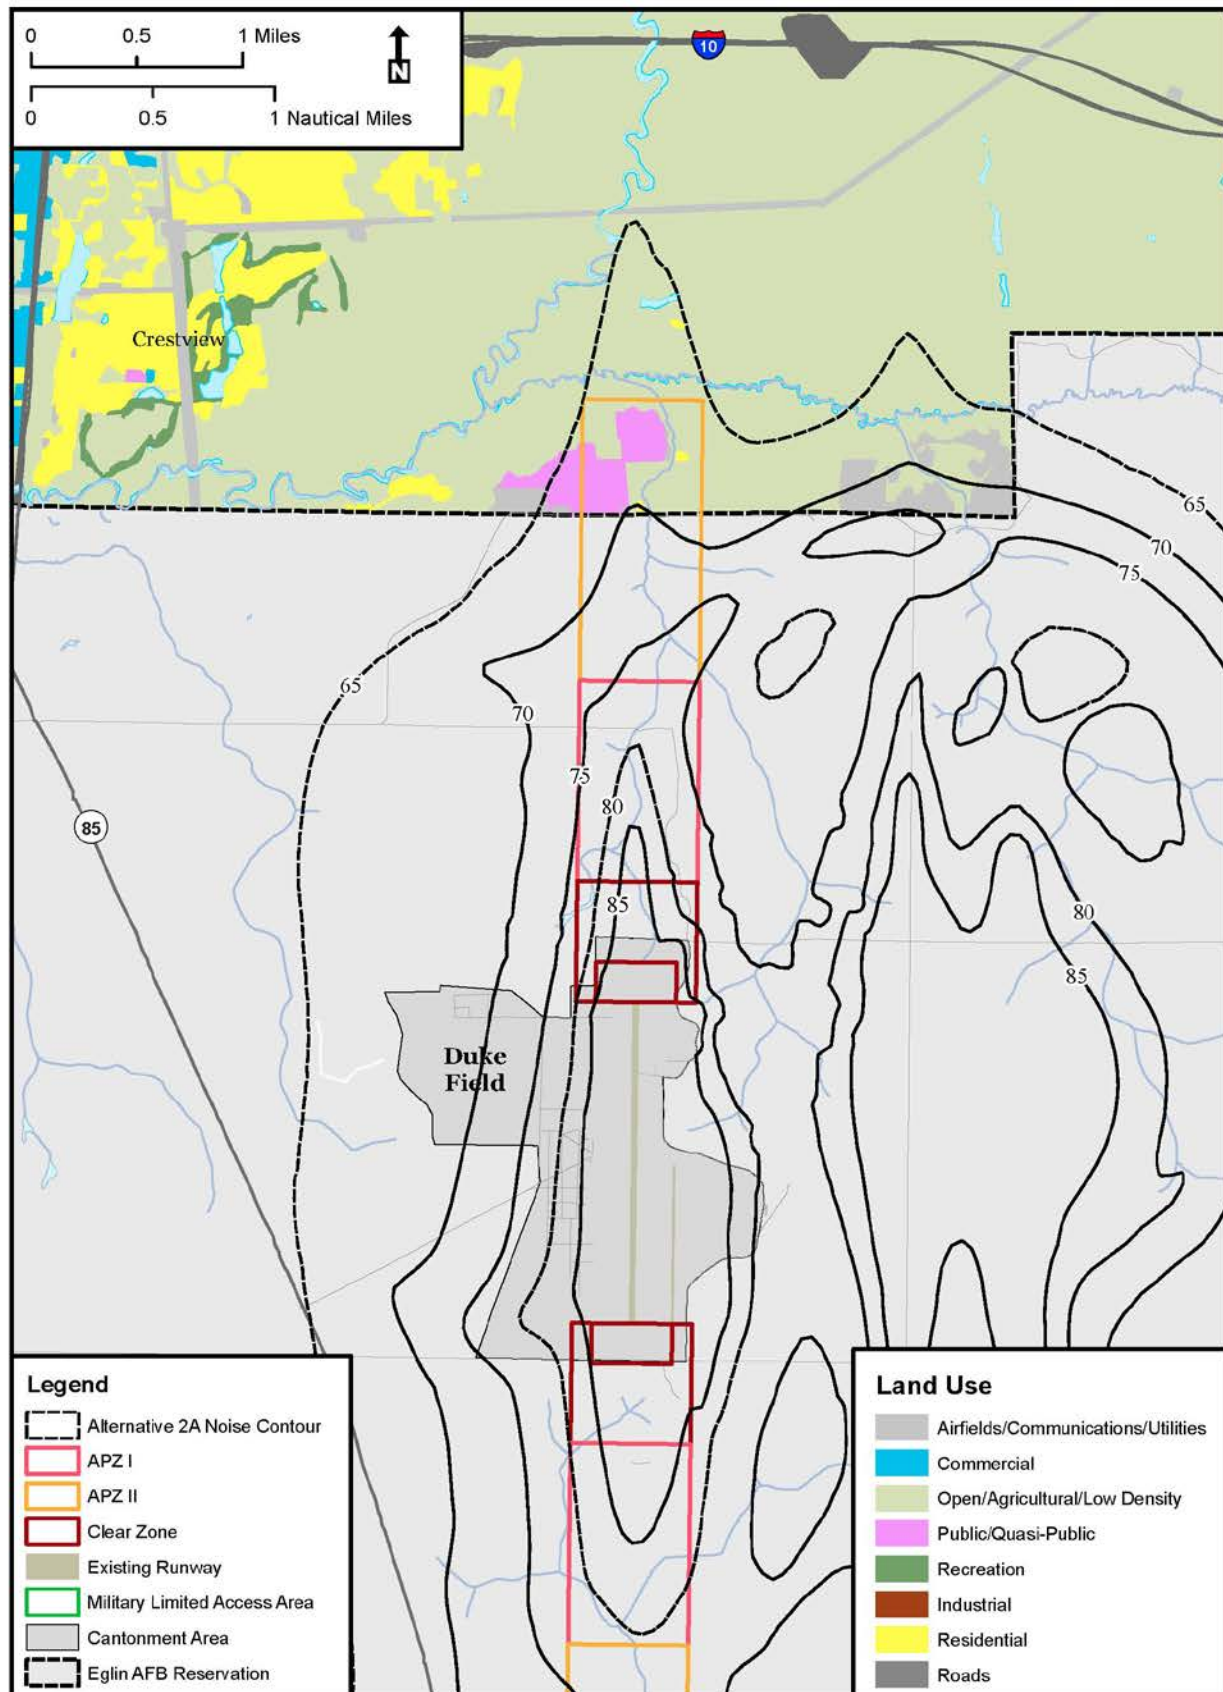 0 0.5 1 Miles
N
0 0.5 1 Nautical Miles
10
Crestview
65
70
75
65
70
75
80
85
85
80
85
Duke
Field
Legend
Alternative 2A Noise Contour
APZ I
APZ II
Clear Zone
Existing Runway
Military Limited Access Area
Cantonment Area
Eglin AFB Reservation
Land Use
Airfields/Communications/Utilities
Commercial
Open/Agricultural/Low Density
Public/Quasi-Public
Recreation
Industrial
Residential
Roads